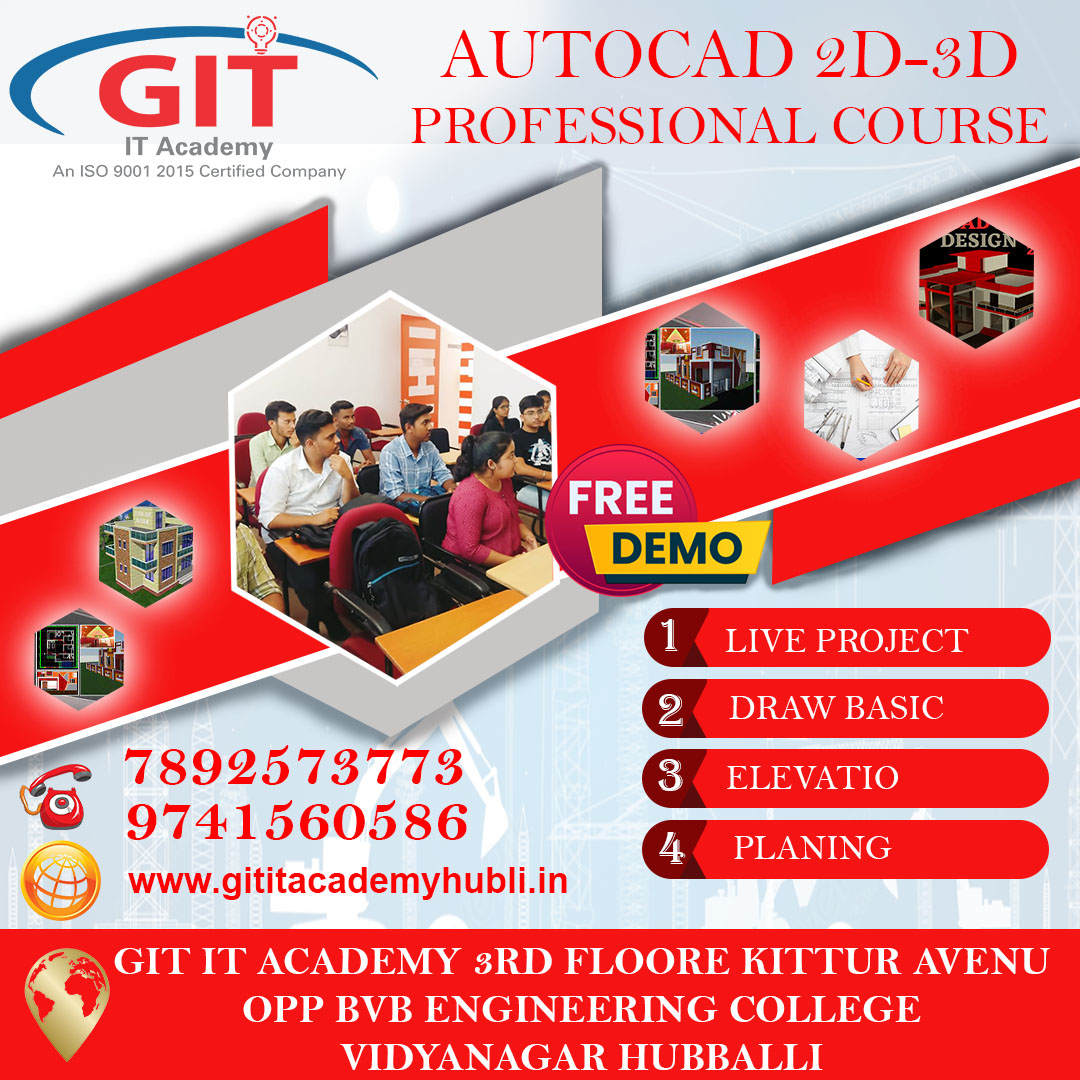 GIT
IT Academy
An ISO 9001 2015 Certified Company
AUTOCAD 2D-3D
PROFESSIONAL COURSE
DESIGN
FREE
DEMO
1 LIVE PROJECT
2 DRAW BASIC
3 ELEVATIO
4 PLANING
7892573773
9741560586
www.gititacademyhubli.in
GIT IT ACADEMY 3RD FLOORE KITTUR AVENU
OPP BVB ENGINEERING COLLEGE
VIDYANAGAR HUBBALLI